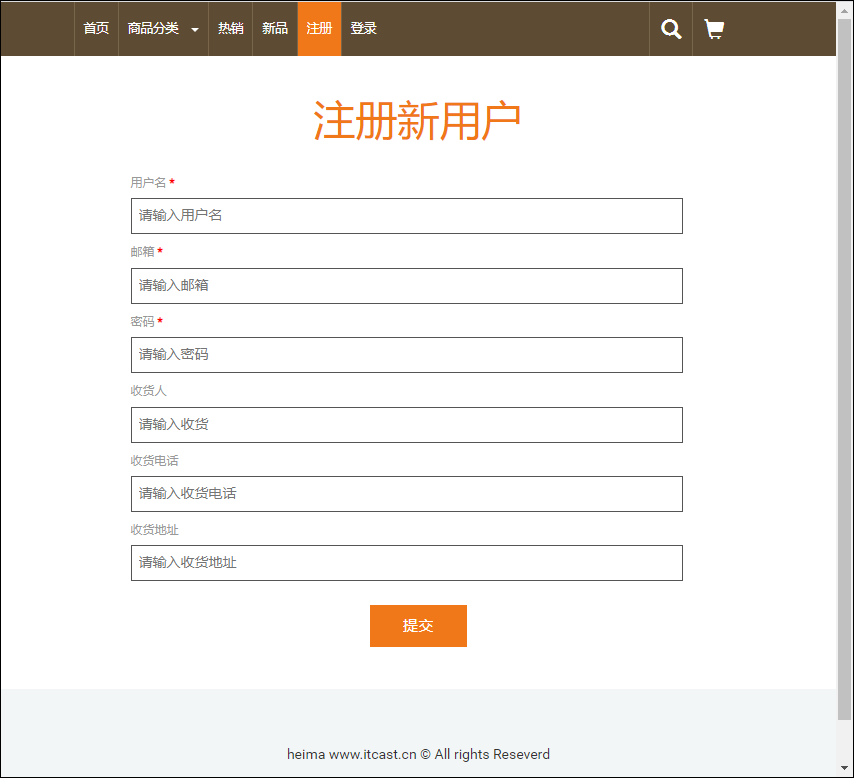 首页 商品分类 热销 新品 注册 登录
注册新用户
用户名 *
请输入用户名
邮箱 *
请输入邮箱
密码 *
请输入密码
收货人
请输入收货
收货电话
请输入收货电话
收货地址
请输入收货地址
提交
heima www.itcast.cn © All rights Reseverd